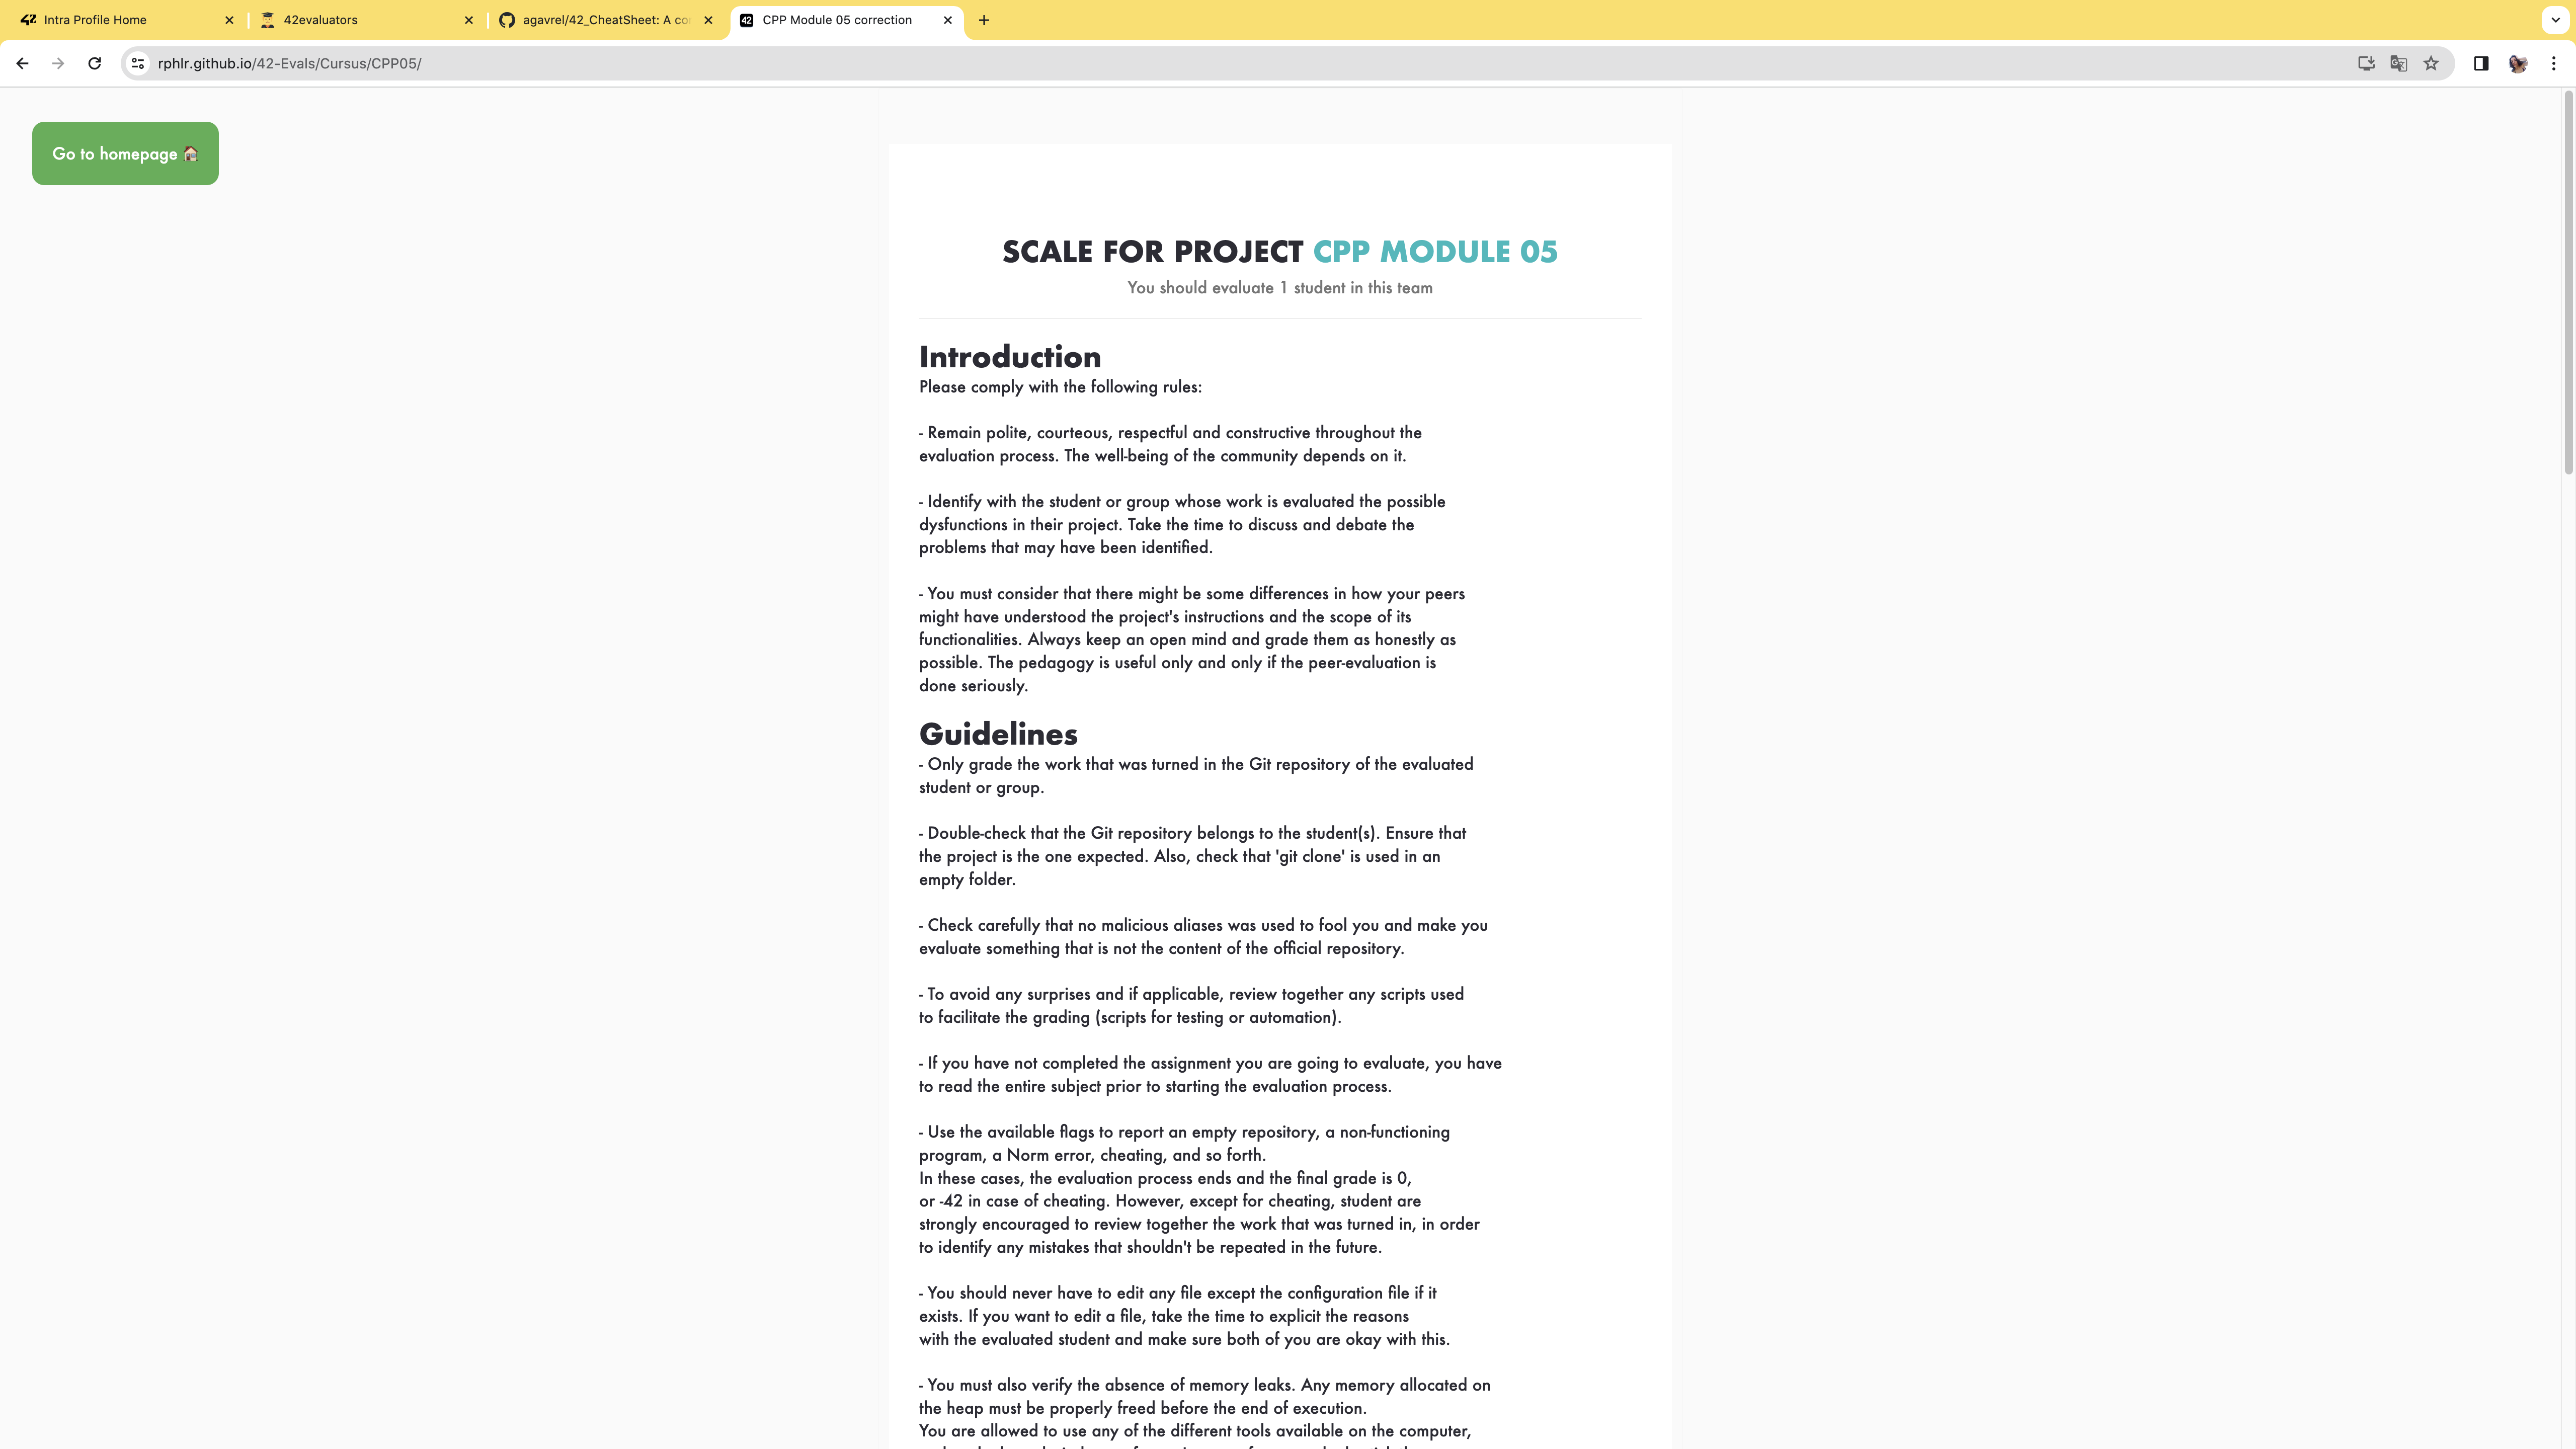 Intra Profile Home
42evaluators
agavrel/42_CheatSheet: A co
CPP Module 05 correction
rphlr.github.io/42-Evals/Cursus/CPP05/
Go to homepage 🏠
SCALE FOR PROJECT CPP MODULE 05
You should evaluate 1 student in this team
Introduction
Please comply with the following rules:
- Remain polite, courteous, respectful and constructive throughout the
evaluation process. The well-being of the community depends on it.
- Identify with the student or group whose work is evaluated the possible
dysfunctions in their project. Take the time to discuss and debate the
problems that may have been identified.
- You must consider that there might be some differences in how your peers
might have understood the project's instructions and the scope of its
functionalities. Always keep an open mind and grade them as honestly as
possible. The pedagogy is useful only and only if the peer-evaluation is
done seriously.
Guidelines
- Only grade the work that was turned in the Git repository of the evaluated
student or group.
- Double-check that the Git repository belongs to the student(s). Ensure that
the project is the one expected. Also, check that 'git clone' is used in an
empty folder.
- Check carefully that no malicious aliases was used to fool you and make you
evaluate something that is not the content of the official repository.
- To avoid any surprises and if applicable, review together any scripts used
to facilitate the grading (scripts for testing or automation).
- If you have not completed the assignment you are going to evaluate, you have
to read the entire subject prior to starting the evaluation process.
- Use the available flags to report an empty repository, a non-functioning
program, a Norm error, cheating, and so forth.
In these cases, the evaluation process ends and the final grade is 0,
or -42 in case of cheating. However, except for cheating, student are
strongly encouraged to review together the work that was turned in, in order
to identify any mistakes that shouldn't be repeated in the future.
- You should never have to edit any file except the configuration file if it
exists. If you want to edit a file, take the time to explicit the reasons
with the evaluated student and make sure both of you are okay with this.
- You must also verify the absence of memory leaks. Any memory allocated on
the heap must be properly freed before the end of execution.
You are allowed to use any of the different tools available on the computer,